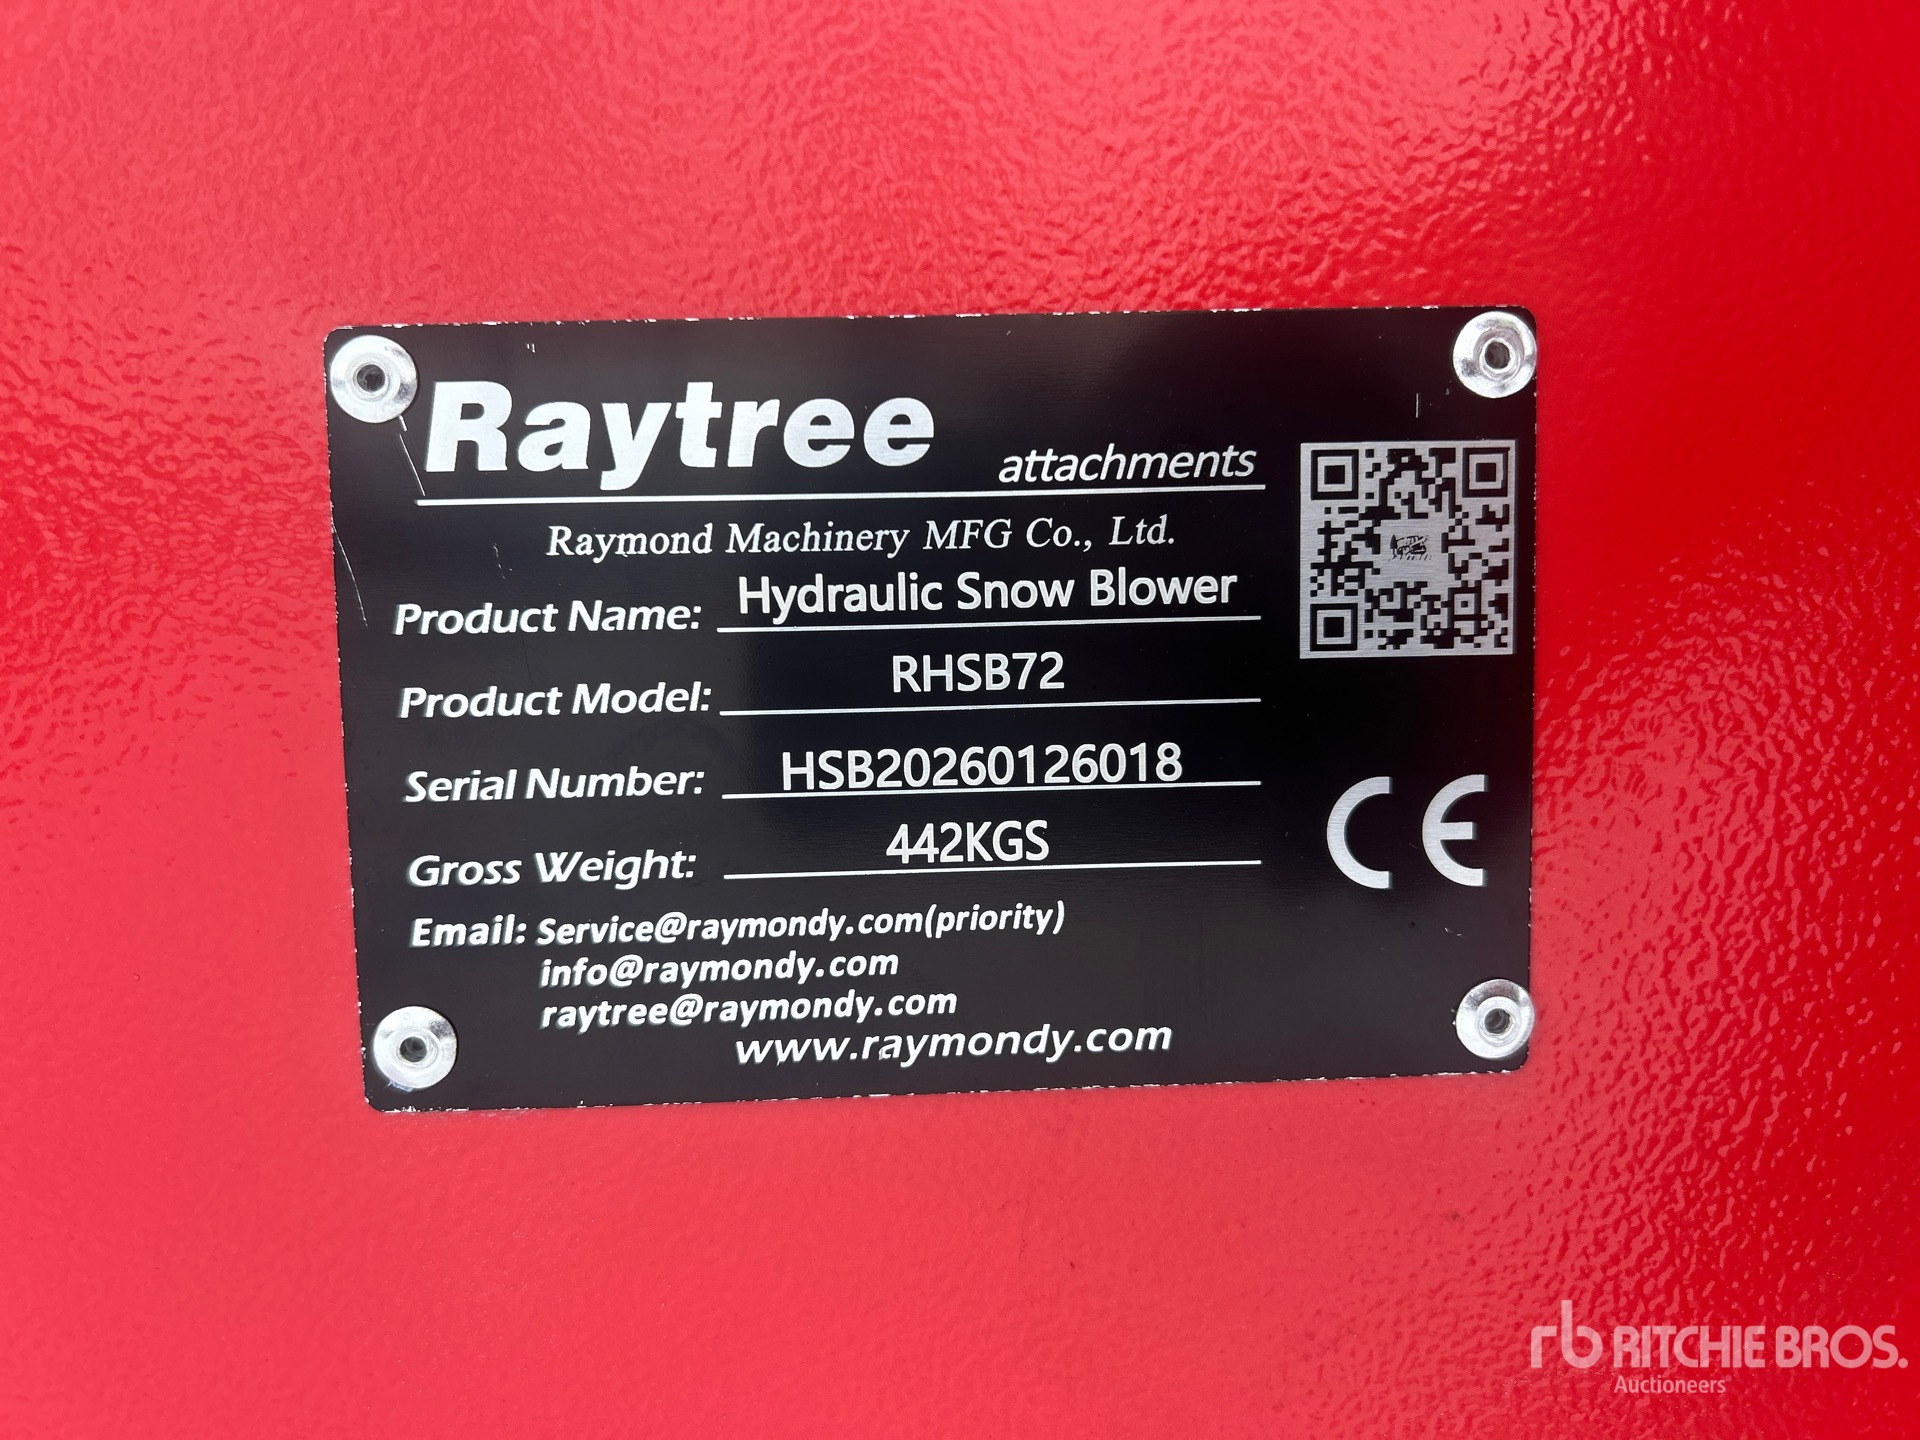 Raytree attachments
Raymond Machinery MFG Co., Ltd.
Product Name: Hydraulic Snow Blower
Product Model: RHSB72
Serial Number: HSB20260126018
Gross Weight: 442KGS
CE
Email: Service@raymondy.com(priority)
info@raymondy.com
raytree@raymondy.com
www.raymondy.com
rb RITCHIE BROS.
Auctioneers